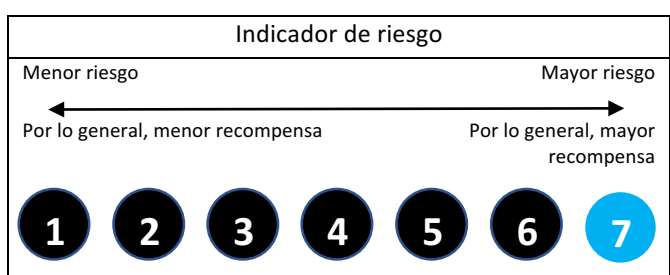 Indicador de riesgo
Menor riesgo Mayor riesgo
Por lo general, menor recompensa Por lo general, mayor
recompensa
1 2 3 4 5 6 7